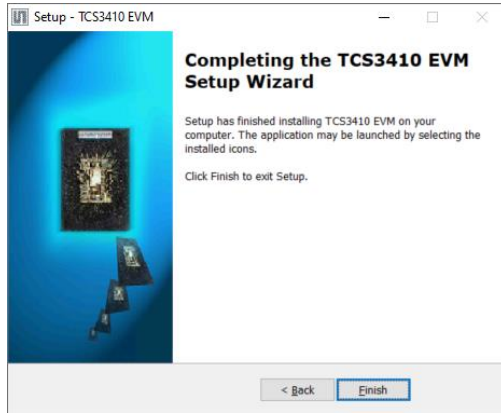 Setup - TCS3410 EVM
Completing the TCS3410 EVM
Setup Wizard
Setup has finished installing TCS3410 EVM on your
computer. The application may be launched by selecting the
installed icons.
Click Finish to exit Setup.
< Back
Finish